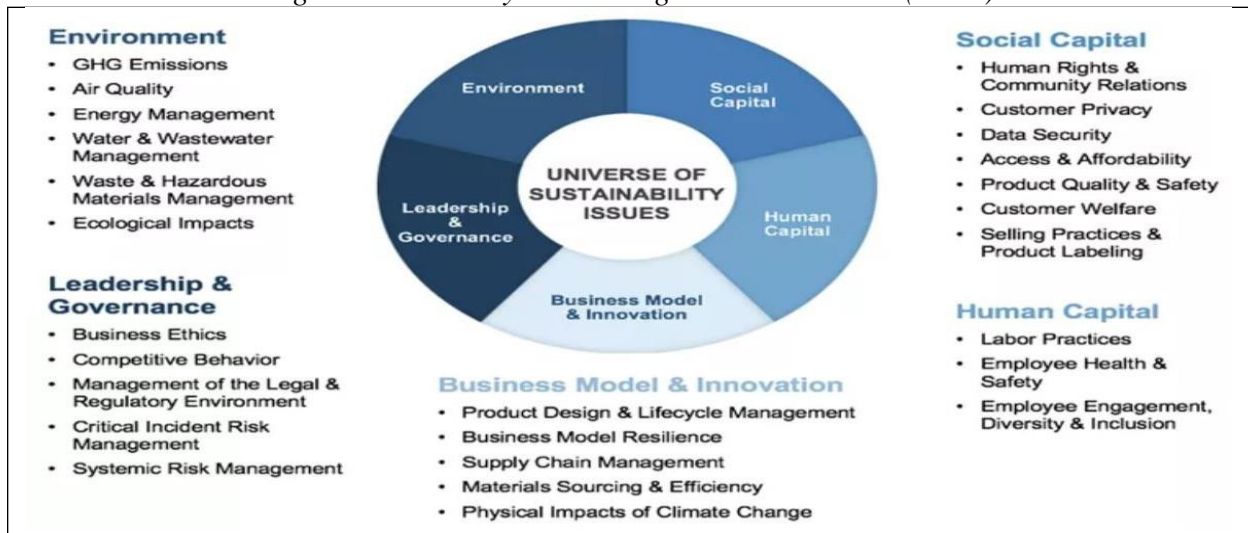 Environment
• GHG Emissions
• Air Quality
• Energy Management
• Water & Wastewater
Management
• Waste & Hazardous
Materials Management
• Ecological Impacts
Leadership &
Governance
• Business Ethics
• Competitive Behavior
• Management of the Legal &
Regulatory Environment
• Critical Incident Risk
Management
• Systemic Risk Management
Environment
Social
Capital
UNIVERSE OF
SUSTAINABILITY
ISSUES
Leadership
&
Governance
Human
Capital
Business Model
& Innovation
Business Model & Innovation
• Product Design & Lifecycle Management
• Business Model Resilience
• Supply Chain Management
• Materials Sourcing & Efficiency
• Physical Impacts of Climate Change
Social Capital
• Human Rights &
Community Relations
• Customer Privacy
• Data Security
• Access & Affordability
• Product Quality & Safety
• Customer Welfare
• Selling Practices &
Product Labeling
Human Capital
• Labor Practices
• Employee Health &
Safety
• Employee Engagement,
Diversity & Inclusion